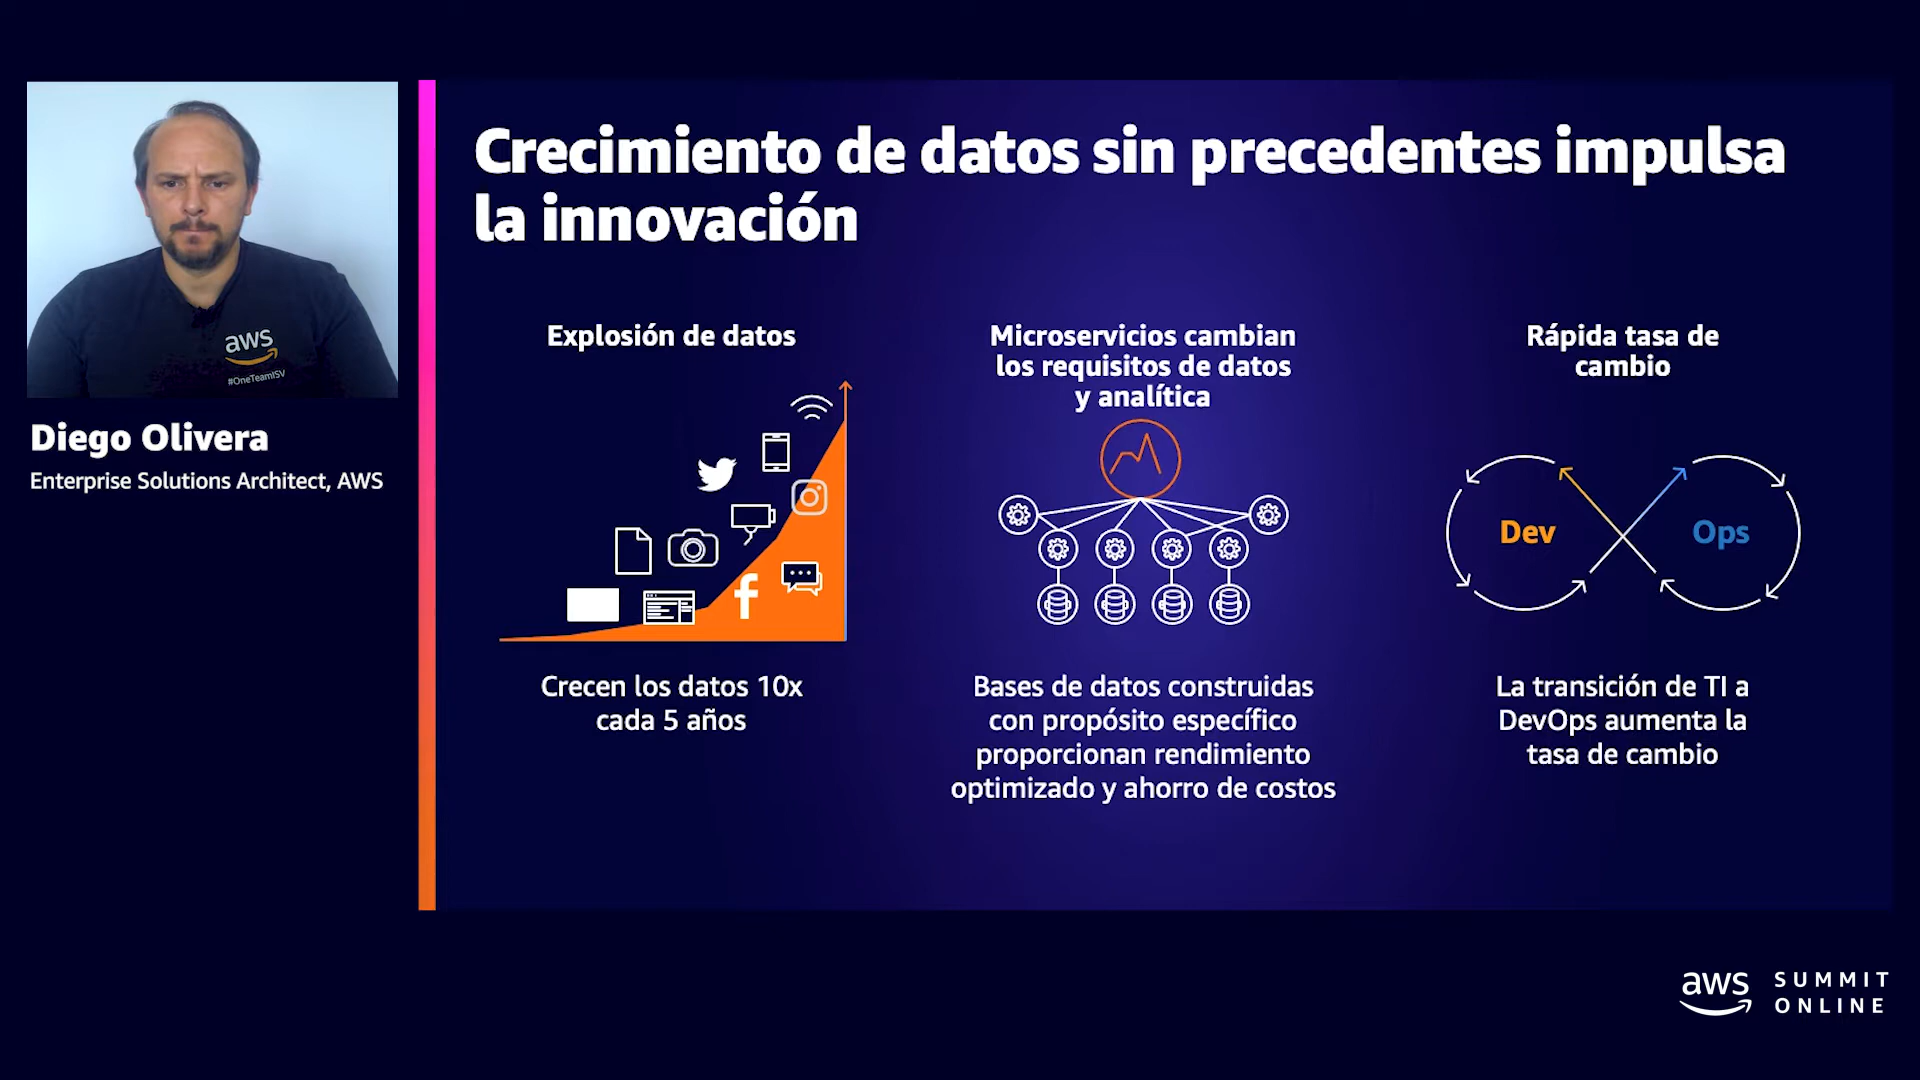 aws
#OneTeamISV
Diego Olivera
Enterprise Solutions Architect, AWS
Crecimiento de datos sin precedentes impulsa
la innovación
Explosión de datos
Crecen los datos 10x
cada 5 años
Microservicios cambian
los requisitos de datos
y analítica
Bases de datos construidas
con propósito específico
proporcionan rendimiento
optimizado y ahorro de costos
Rápida tasa de
cambio
Dev
Ops
La transición de TI a
DevOps aumenta la
tasa de cambio
aws
SUMMIT
ONLINE